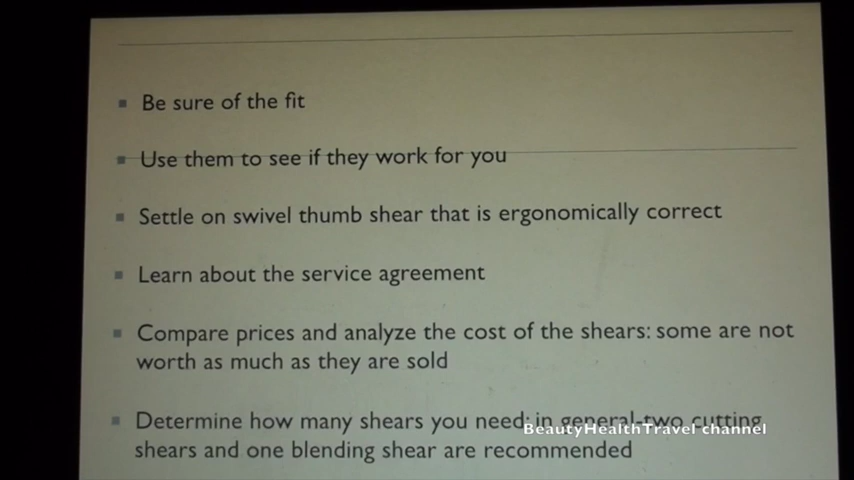 Be sure of the fit
Use them to see if they work for you
Settle on swivel thumb shear that is ergonomically correct
Learn about the service agreement
Compare prices and analyze the cost of the shears: some are not
worth as much as they are sold
Determine how many shears you need: in general-two cutting
BeautyHealthTravel channel
shears and one blending shear are recommended